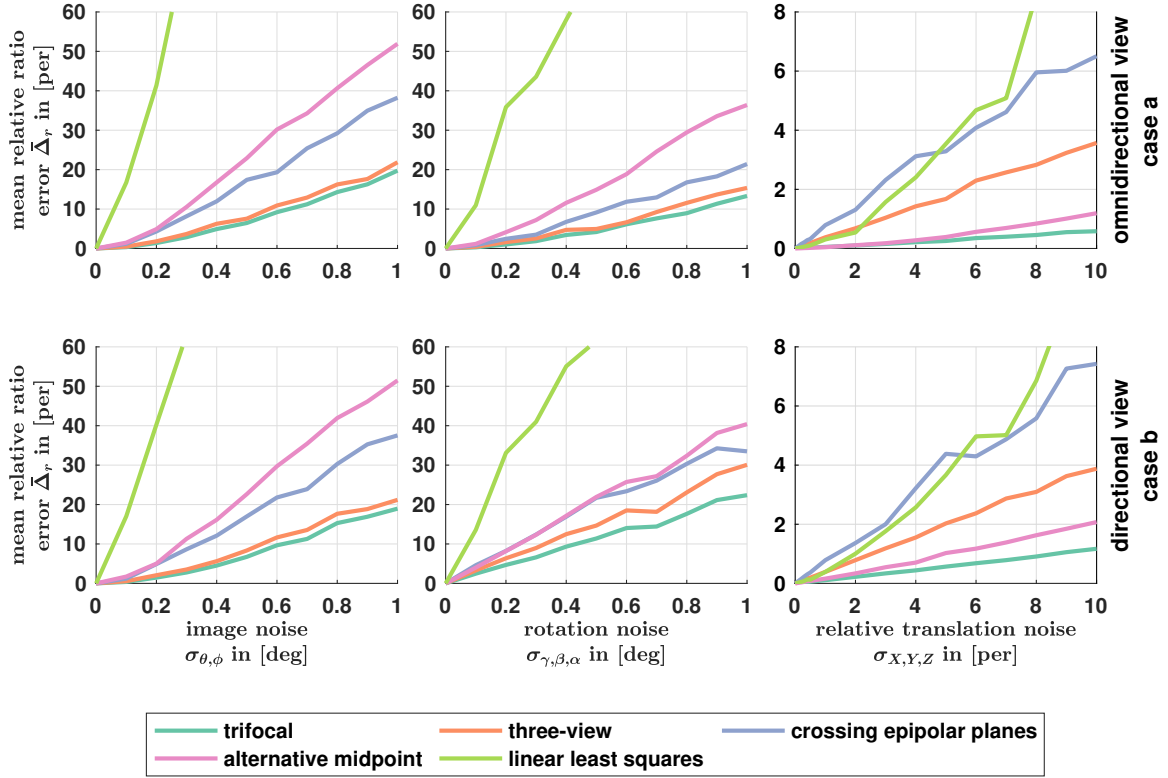 mean relative ratio
error Δ̅ᵣ in [per]
60
50
40
30
20
10
0
0 0.2 0.4 0.6 0.8 1
60
50
40
30
20
10
0
0 0.2 0.4 0.6 0.8 1
8
6
4
2
0
0 2 4 6 8 10
omnidirectional view
case a
mean relative ratio
error Δ̅ᵣ in [per]
60
50
40
30
20
10
0
0 0.2 0.4 0.6 0.8 1
image noise
σθ,ϕ in [deg]
60
50
40
30
20
10
0
0 0.2 0.4 0.6 0.8 1
rotation noise
σγ,β,α in [deg]
8
6
4
2
0
0 2 4 6 8 10
relative translation noise
σX,Y,Z in [per]
directional view
case b
trifocal three-view crossing epipolar planes
alternative midpoint linear least squares